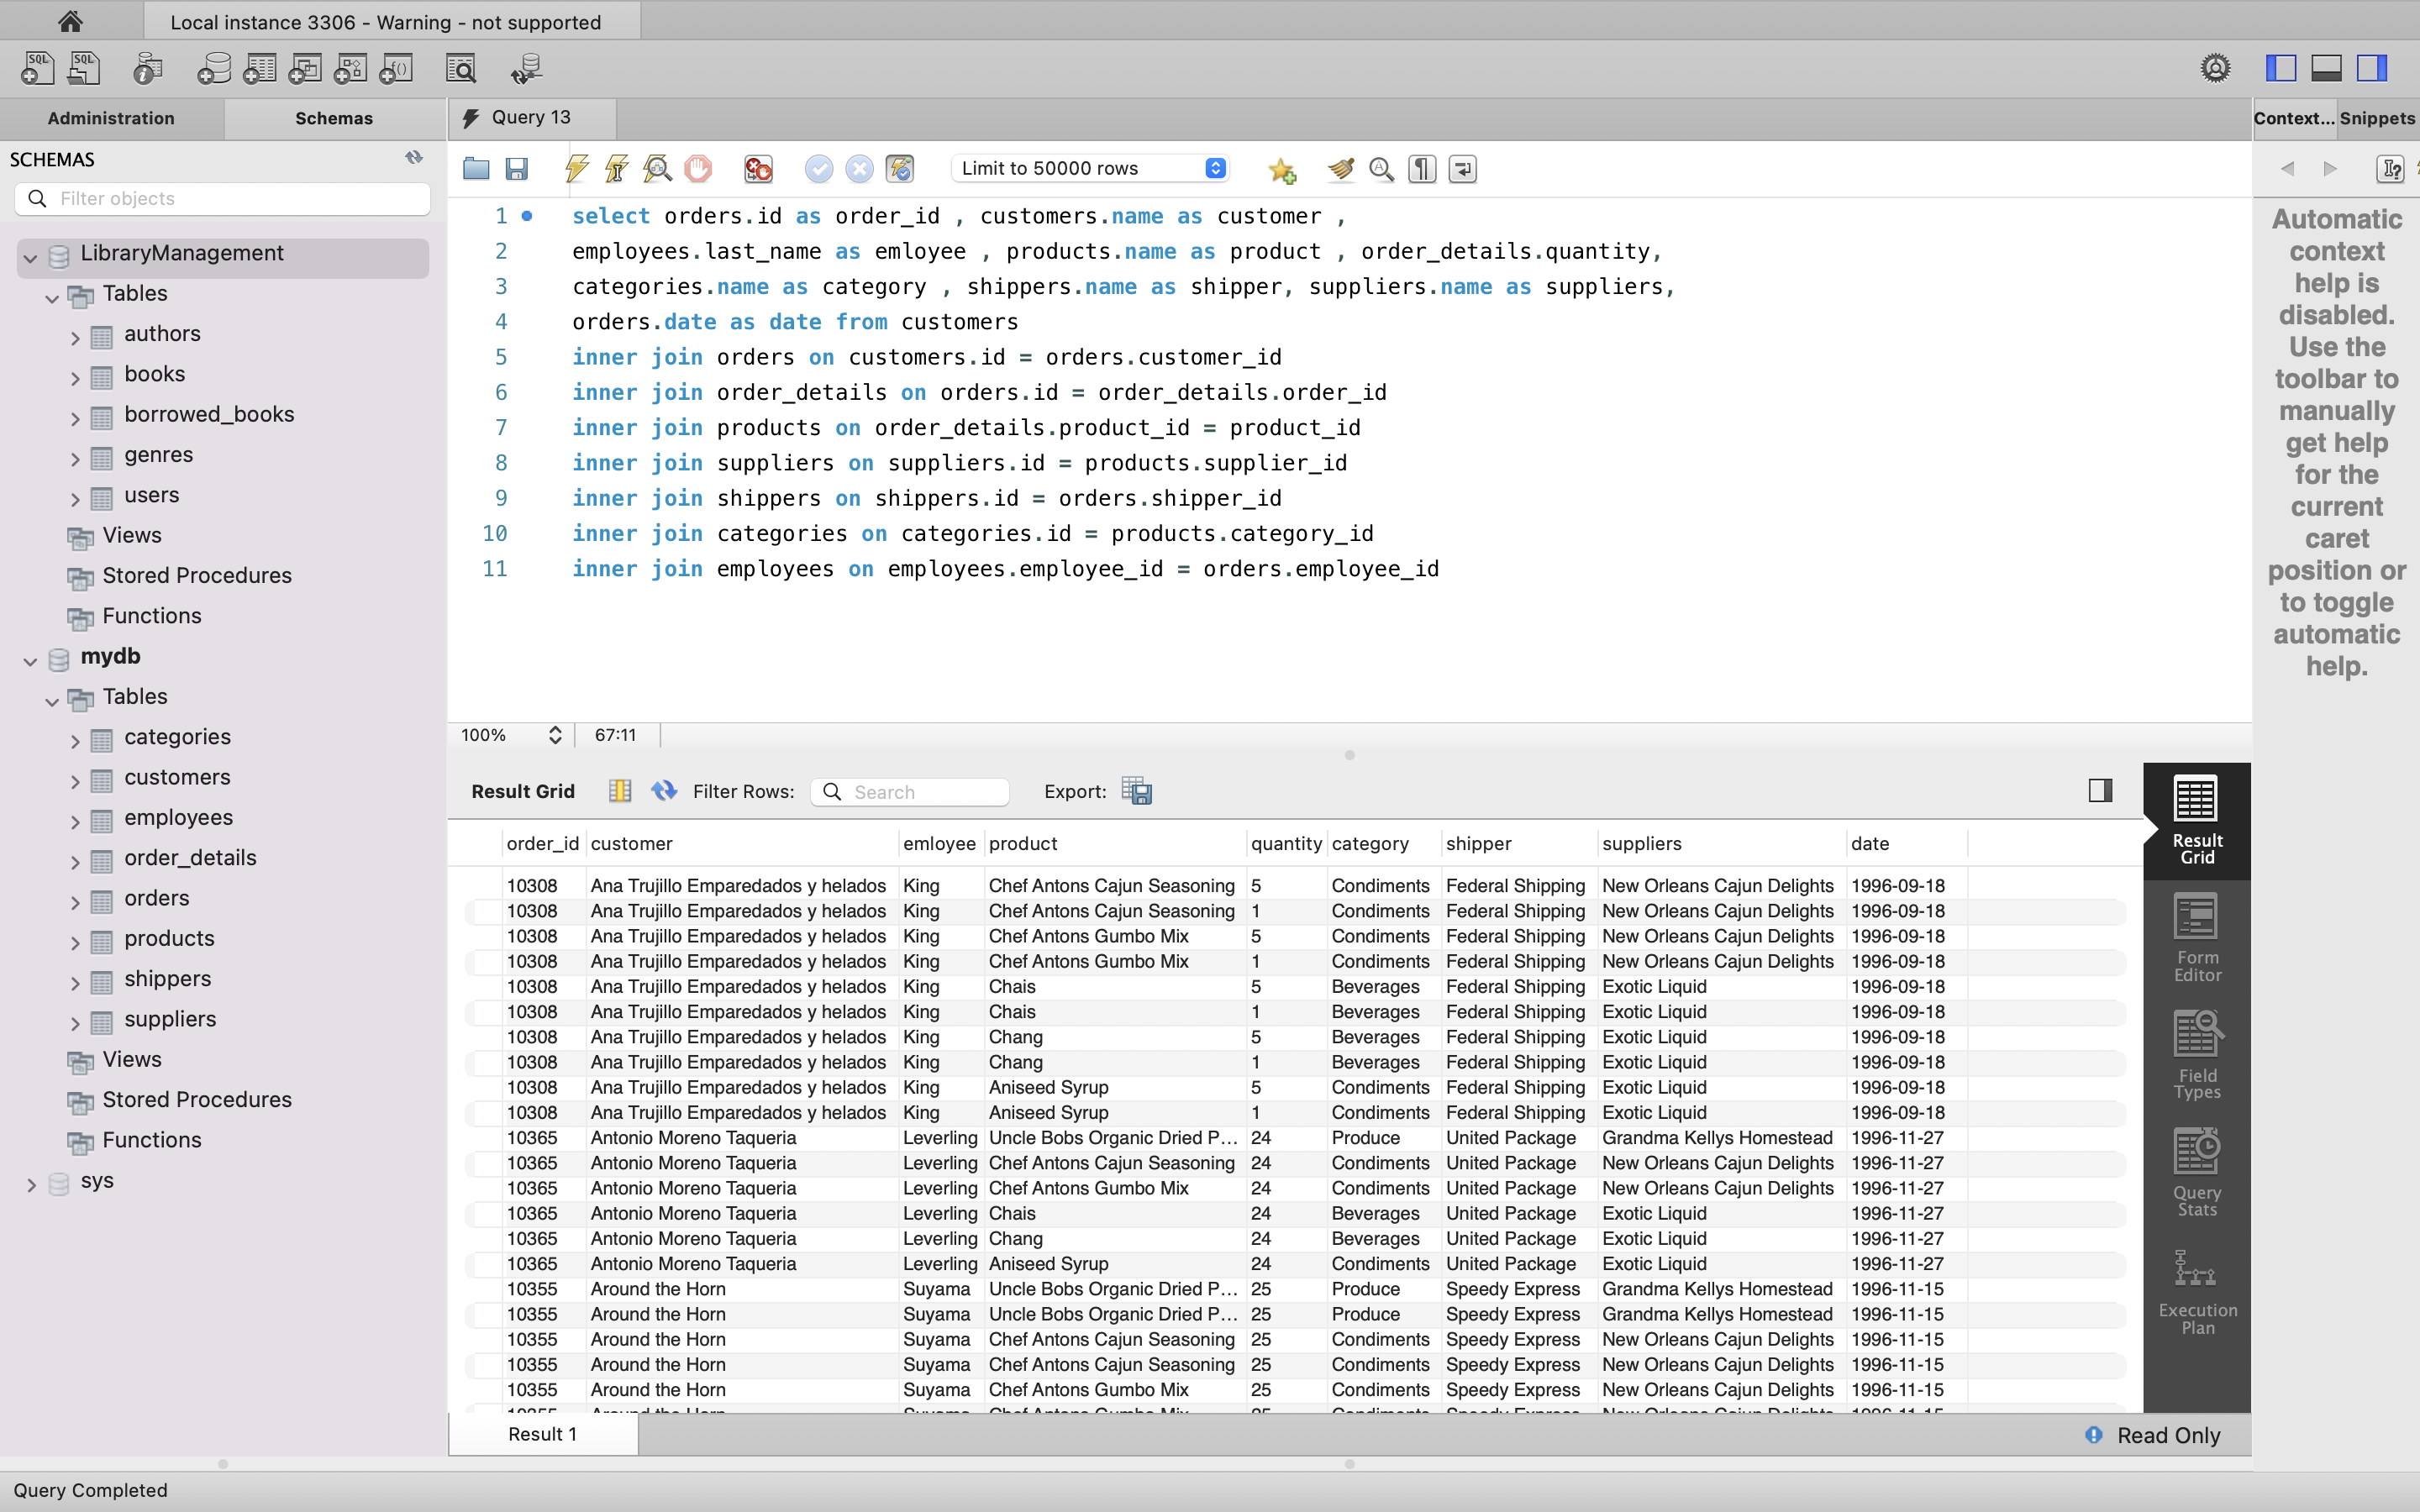 Local instance 3306 - Warning - not supported
Administration
Schemas
Query 13
Context...
Snippets
SCHEMAS
Filter objects
LibraryManagement
Tables
authors
books
borrowed_books
genres
users
Views
Stored Procedures
Functions
mydb
Tables
categories
customers
employees
order_details
orders
products
shippers
suppliers
Views
Stored Procedures
Functions
sys
Limit to 50000 rows
1 select orders.id as order_id , customers.name as customer ,
2 employees.last_name as emloyee , products.name as product , order_details.quantity,
3 categories.name as category , shippers.name as shipper, suppliers.name as suppliers,
4 orders.date as date from customers
5 inner join orders on customers.id = orders.customer_id
6 inner join order_details on orders.id = order_details.order_id
7 inner join products on order_details.product_id = product_id
8 inner join suppliers on suppliers.id = products.supplier_id
9 inner join shippers on shippers.id = orders.shipper_id
10 inner join categories on categories.id = products.category_id
11 inner join employees on employees.employee_id = orders.employee_id
Automatic
context
help is
disabled.
Use the
toolbar to
manually
get help
for the
current
caret
position or
to toggle
automatic
help.
100% 67:11
Result Grid Filter Rows: Search Export:
order_id customer emloyee product quantity category shipper suppliers date
10308 Ana Trujillo Emparedados y helados King Chef Antons Cajun Seasoning 5 Condiments Federal Shipping New Orleans Cajun Delights 1996-09-18
10308 Ana Trujillo Emparedados y helados King Chef Antons Cajun Seasoning 1 Condiments Federal Shipping New Orleans Cajun Delights 1996-09-18
10308 Ana Trujillo Emparedados y helados King Chef Antons Gumbo Mix 5 Condiments Federal Shipping New Orleans Cajun Delights 1996-09-18
10308 Ana Trujillo Emparedados y helados King Chef Antons Gumbo Mix 1 Condiments Federal Shipping New Orleans Cajun Delights 1996-09-18
10308 Ana Trujillo Emparedados y helados King Chais 5 Beverages Federal Shipping Exotic Liquid 1996-09-18
10308 Ana Trujillo Emparedados y helados King Chais 1 Beverages Federal Shipping Exotic Liquid 1996-09-18
10308 Ana Trujillo Emparedados y helados King Chang 5 Beverages Federal Shipping Exotic Liquid 1996-09-18
10308 Ana Trujillo Emparedados y helados King Chang 1 Beverages Federal Shipping Exotic Liquid 1996-09-18
10308 Ana Trujillo Emparedados y helados King Aniseed Syrup 5 Condiments Federal Shipping Exotic Liquid 1996-09-18
10308 Ana Trujillo Emparedados y helados King Aniseed Syrup 1 Condiments Federal Shipping Exotic Liquid 1996-09-18
10365 Antonio Moreno Taqueria Leverling Uncle Bobs Organic Dried P... 24 Produce United Package Grandma Kellys Homestead 1996-11-27
10365 Antonio Moreno Taqueria Leverling Chef Antons Cajun Seasoning 24 Condiments United Package New Orleans Cajun Delights 1996-11-27
10365 Antonio Moreno Taqueria Leverling Chef Antons Gumbo Mix 24 Condiments United Package New Orleans Cajun Delights 1996-11-27
10365 Antonio Moreno Taqueria Leverling Chais 24 Beverages United Package Exotic Liquid 1996-11-27
10365 Antonio Moreno Taqueria Leverling Chang 24 Beverages United Package Exotic Liquid 1996-11-27
10365 Antonio Moreno Taqueria Leverling Aniseed Syrup 24 Condiments United Package Exotic Liquid 1996-11-27
10355 Around the Horn Suyama Uncle Bobs Organic Dried P... 25 Produce Speedy Express Grandma Kellys Homestead 1996-11-15
10355 Around the Horn Suyama Uncle Bobs Organic Dried P... 25 Produce Speedy Express Grandma Kellys Homestead 1996-11-15
10355 Around the Horn Suyama Chef Antons Cajun Seasoning 25 Condiments Speedy Express New Orleans Cajun Delights 1996-11-15
10355 Around the Horn Suyama Chef Antons Cajun Seasoning 25 Condiments Speedy Express New Orleans Cajun Delights 1996-11-15
10355 Around the Horn Suyama Chef Antons Gumbo Mix 25 Condiments Speedy Express New Orleans Cajun Delights 1996-11-15
Result
Grid
Form
Editor
Field
Types
Query
Stats
Execution
Plan
Result 1
Read Only
Query Completed